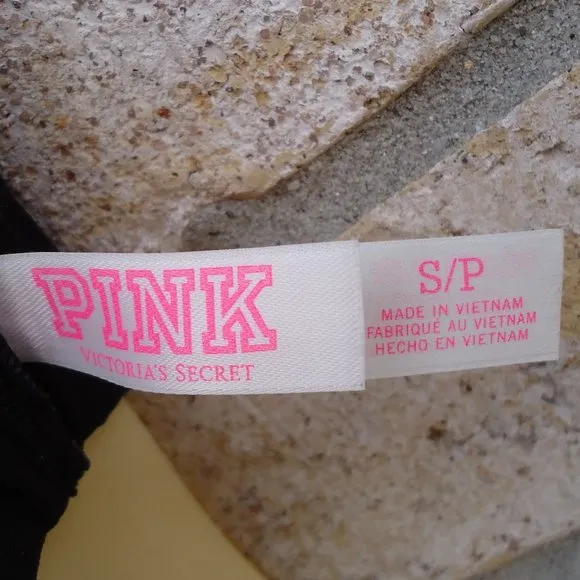 PINK
VICTORIA'S SECRET
S/P
MADE IN VIETNAM
FABRIQUÉ AU VIETNAM
HECHO EN VIETNAM